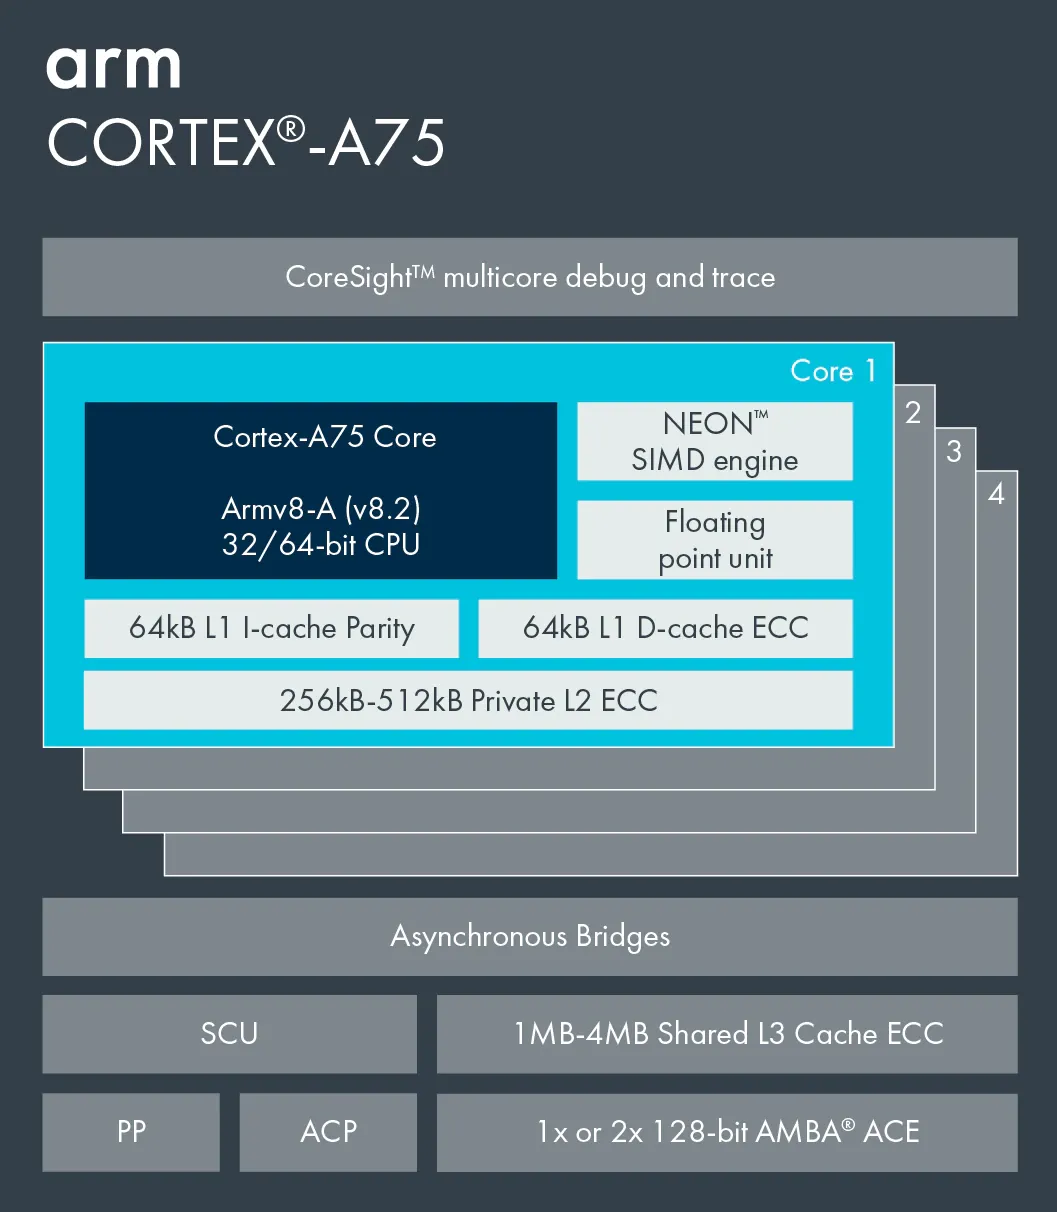 arm
CORTEX®-A75
CoreSight™ multicore debug and trace
Core 1
2
3
4
Cortex-A75 Core
Armv8-A (v8.2)
32/64-bit CPU
NEON™
SIMD engine
Floating
point unit
64kB L1 I-cache Parity
64kB L1 D-cache ECC
256kB-512kB Private L2 ECC
Asynchronous Bridges
SCU
1MB-4MB Shared L3 Cache ECC
PP
ACP
1x or 2x 128-bit AMBA® ACE